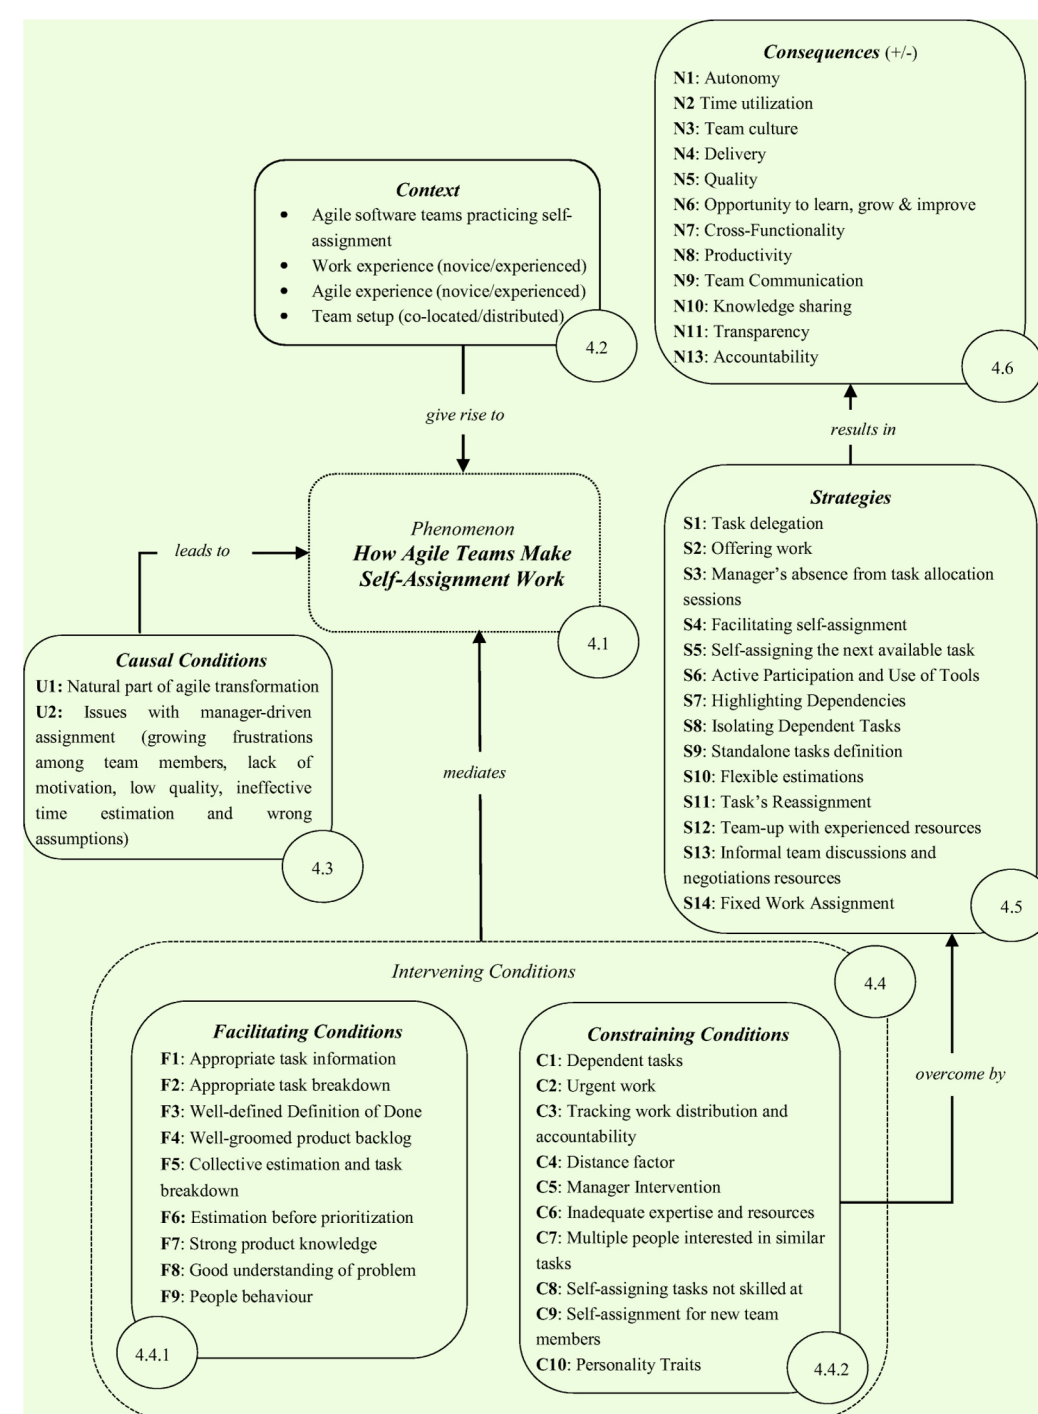 Consequences (+/-)
N1: Autonomy
N2 Time utilization
N3: Team culture
N4: Delivery
N5: Quality
N6: Opportunity to learn, grow & improve
N7: Cross-Functionality
N8: Productivity
N9: Team Communication
N10: Knowledge sharing
N11: Transparency
N13: Accountability
4.6
Context
• Agile software teams practicing self-
assignment
• Work experience (novice/experienced)
• Agile experience (novice/experienced)
• Team setup (co-located/distributed)
4.2
give rise to
results in
Phenomenon
How Agile Teams Make
Self-Assignment Work
4.1
leads to
Strategies
S1: Task delegation
S2: Offering work
S3: Manager's absence from task allocation
sessions
S4: Facilitating self-assignment
S5: Self-assigning the next available task
S6: Active Participation and Use of Tools
S7: Highlighting Dependencies
S8: Isolating Dependent Tasks
S9: Standalone tasks definition
S10: Flexible estimations
S11: Task's Reassignment
S12: Team-up with experienced resources
S13: Informal team discussions and
negotiations resources
S14: Fixed Work Assignment
4.5
Causal Conditions
U1: Natural part of agile transformation
U2: Issues with manager-driven
assignment (growing frustrations
among team members, lack of
motivation, low quality, ineffective
time estimation and wrong
assumptions)
4.3
mediates
Intervening Conditions
4.4
Facilitating Conditions
F1: Appropriate task information
F2: Appropriate task breakdown
F3: Well-defined Definition of Done
F4: Well-groomed product backlog
F5: Collective estimation and task
breakdown
F6: Estimation before prioritization
F7: Strong product knowledge
F8: Good understanding of problem
F9: People behaviour
4.4.1
Constraining Conditions
C1: Dependent tasks
C2: Urgent work
C3: Tracking work distribution and
accountability
C4: Distance factor
C5: Manager Intervention
C6: Inadequate expertise and resources
C7: Multiple people interested in similar
tasks
C8: Self-assigning tasks not skilled at
C9: Self-assignment for new team
members
C10: Personality Traits
4.4.2
overcome by